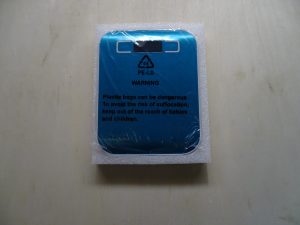 PE-LD
WARNING
Plastic bags can be dangerous.
To avoid the risk of suffocation,
keep out of the reach of babies
and children.